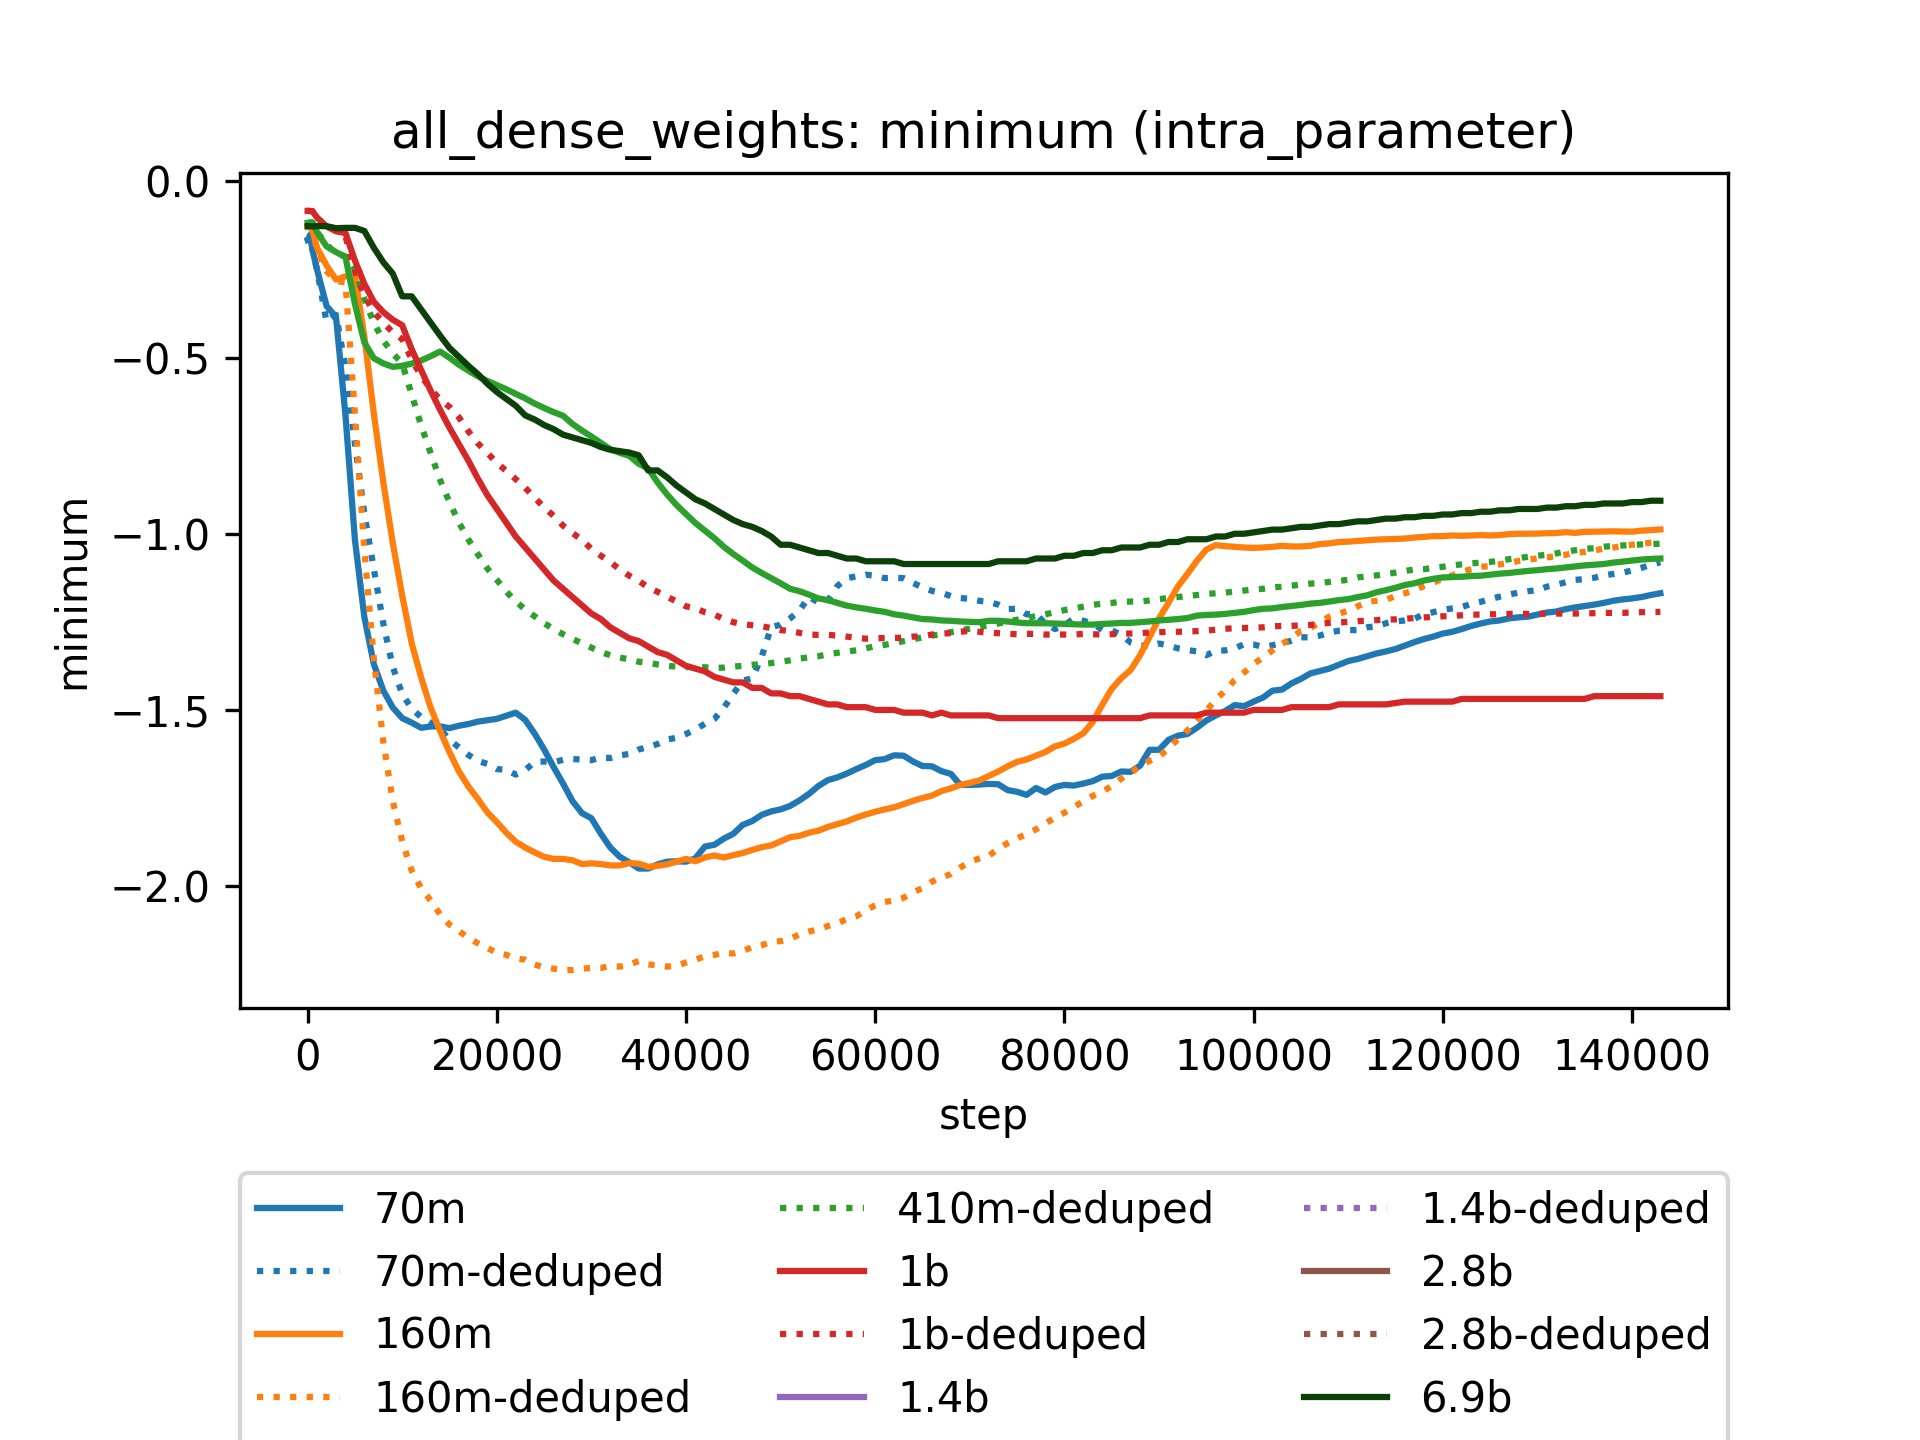 all_dense_weights: minimum (intra_parameter)
0.0
−0.5
−1.0
−1.5
−2.0
minimum
0 20000 40000 60000 80000 100000 120000 140000
step
70m 410m-deduped 1.4b-deduped
70m-deduped 1b 2.8b
160m 1b-deduped 2.8b-deduped
160m-deduped 1.4b 6.9b